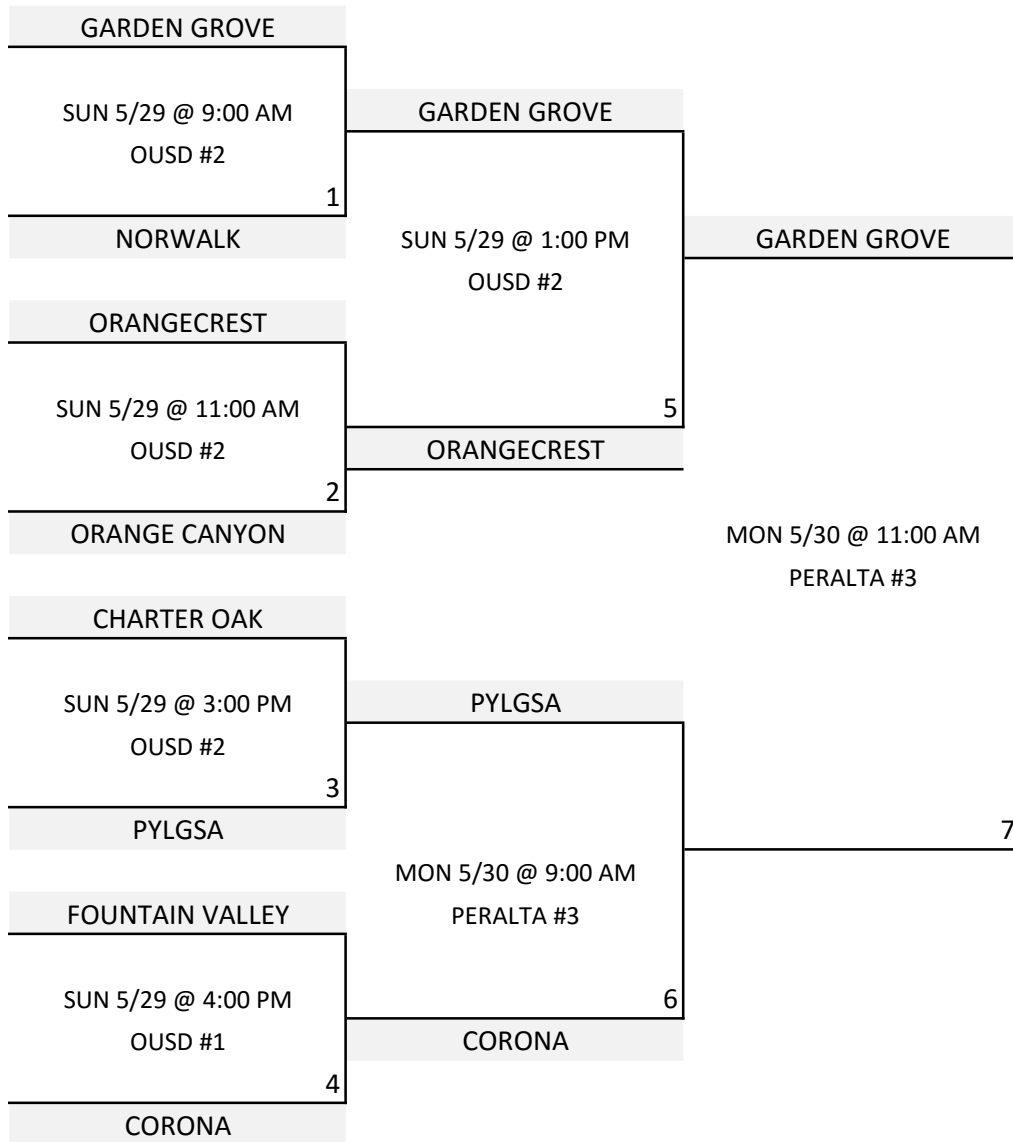 GARDEN GROVE
SUN 5/29 @ 9:00 AM
OUSD #2
1
NORWALK
ORANGECREST
SUN 5/29 @ 11:00 AM
OUSD #2
2
ORANGE CANYON
CHARTER OAK
SUN 5/29 @ 3:00 PM
OUSD #2
3
PYLGSA
FOUNTAIN VALLEY
SUN 5/29 @ 4:00 PM
OUSD #1
4
CORONA
GARDEN GROVE
SUN 5/29 @ 1:00 PM
OUSD #2
5
ORANGECREST
PYLGSA
MON 5/30 @ 9:00 AM
PERALTA #3
6
CORONA
GARDEN GROVE
MON 5/30 @ 11:00 AM
PERALTA #3
7